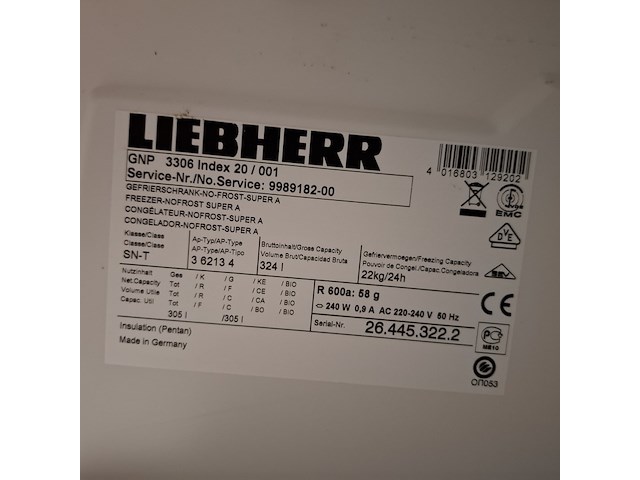 LIEBHERR
GNP 3306 Index 20 / 001
Service-Nr./No.Service: 9989182-00
4 016803 129202
GEFRIERSCHRANK-NO-FROST-SUPER A
FREEZER-NOFROST SUPER A
CONGÉLATEUR-NOFROST-SUPER A
CONGELADOR-NOFROST-SUPER A
EMC
VDE
Klasse/Class
Classe/Clase
SN-T
Ap-Typ/AP-Type
AP-Type/AP-Tipo
3 6213 4
Bruttoinhalt/Gross Capacity
Volume Brut/Capacidad Bruta
324 l
Gefriervermoegen/Freezing Capacity
Pouvoir de Congel./Capac.Congeladora
22kg/24h
Nutzinhalt Ges / K / G / KE / BIO
Net.Capacity Tot / R / F / CE / BIO
Volume Utile Tot / R / C / CA / BIO
Capac. Util Tot / F / C / BO / BIO
305 l /305 l
R 600a: 58 g
240 W 0,9 A AC 220-240 V 50 Hz
Serial-Nr. 26.445.322.2
CE
Insulation (Pentan)
Made in Germany
ME10
ОП053